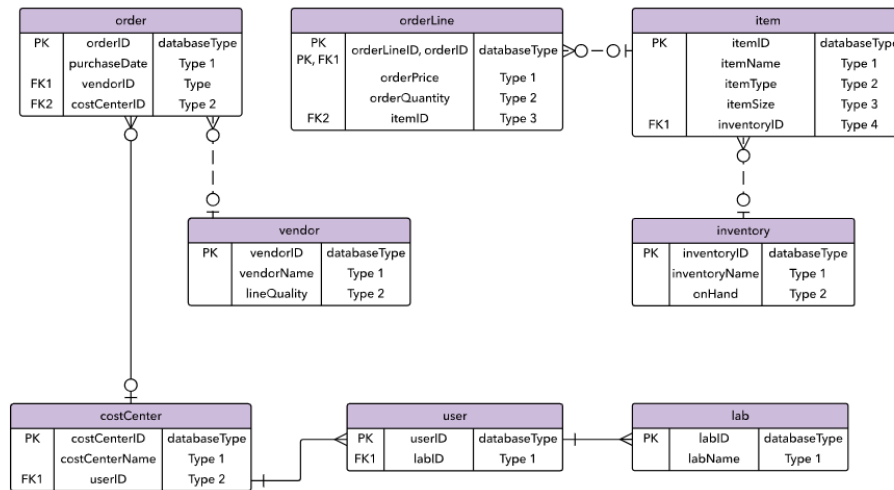 order
PK orderID databaseType
purchaseDate Type 1
FK1 vendorID Type
FK2 costCenterID Type 2
orderLine
PK
PK, FK1 orderLineID, orderID databaseType
orderPrice Type 1
orderQuantity Type 2
FK2 itemID Type 3
item
PK itemID databaseType
itemName Type 1
itemType Type 2
itemSize Type 3
FK1 inventoryID Type 4
vendor
PK vendorID databaseType
vendorName Type 1
lineQuality Type 2
inventory
PK inventoryID databaseType
inventoryName Type 1
onHand Type 2
costCenter
PK costCenterID databaseType
costCenterName Type 1
FK1 userID Type 2
user
PK userID databaseType
FK1 labID Type 1
lab
PK labID databaseType
labName Type 1